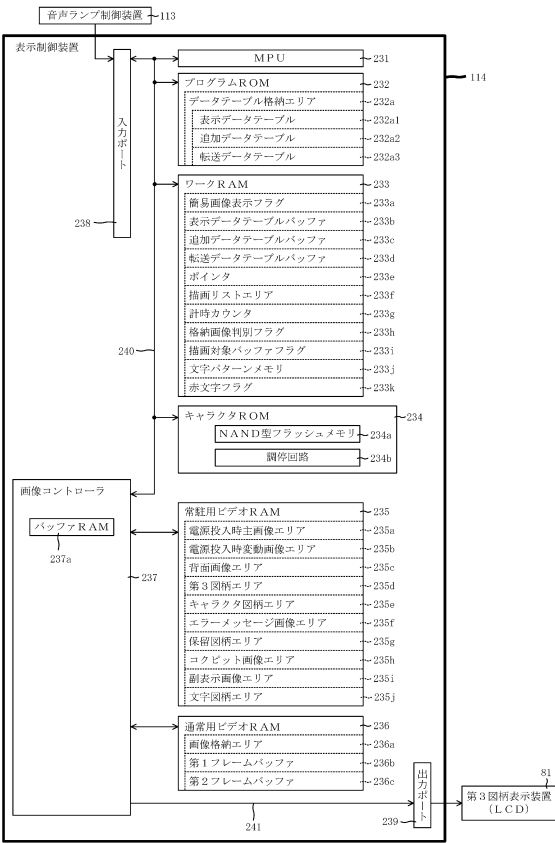 音声ランプ制御装置 113
表示制御装置
114
MPU 231
プログラムROM 232
データテーブル格納エリア 232a
表示データテーブル 232a1
追加データテーブル 232a2
転送データテーブル 232a3
入力ポート
238
ワークRAM 233
簡易画像表示フラグ 233a
表示データテーブルバッファ 233b
追加データテーブルバッファ 233c
転送データテーブルバッファ 233d
ポインタ 233e
描画リストエリア 233f
計時カウンタ 233g
格納画像判別フラグ 233h
描画対象バッファフラグ 233i
文字パターンメモリ 233j
赤文字フラグ 233k
240
キャラクタROM 234
NAND型フラッシュメモリ 234a
調停回路 234b
画像コントローラ
バッファRAM
237a
237
常駐用ビデオRAM 235
電源投入時主画像エリア 235a
電源投入時変動画像エリア 235b
背面画像エリア 235c
第3図柄エリア 235d
キャラクタ図柄エリア 235e
エラーメッセージ画像エリア 235f
保留図柄エリア 235g
コクピット画像エリア 235h
副表示画像エリア 235i
文字図柄エリア 235j
通常用ビデオRAM 236
画像格納エリア 236a
第1フレームバッファ 236b
第2フレームバッファ 236c
241
出力ポート
239
81
第3図柄表示装置
(LCD)